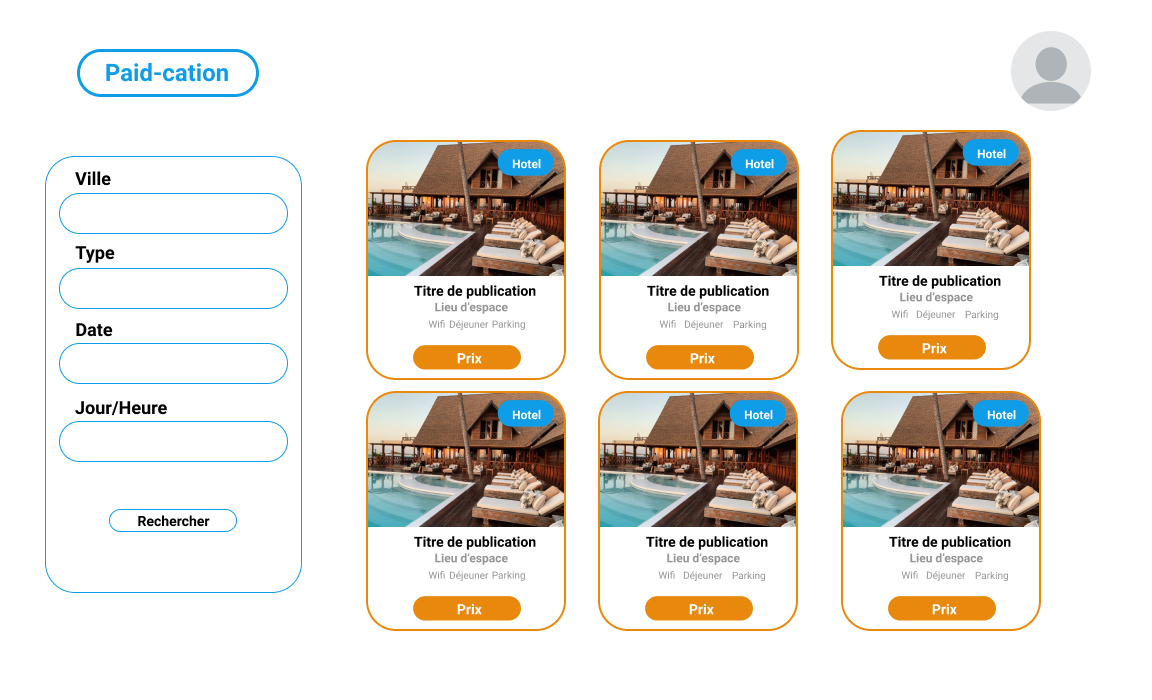 Paid-cation
Ville
Type
Date
Jour/Heure
Rechercher
Hotel
Titre de publication
Lieu d'espace
Wifi Déjeuner Parking
Prix
Hotel
Titre de publication
Lieu d'espace
Wifi Déjeuner Parking
Prix
Hotel
Titre de publication
Lieu d'espace
Wifi Déjeuner Parking
Prix
Hotel
Titre de publication
Lieu d'espace
Wifi Déjeuner Parking
Prix
Hotel
Titre de publication
Lieu d'espace
Wifi Déjeuner Parking
Prix
Hotel
Titre de publication
Lieu d'espace
Wifi Déjeuner Parking
Prix